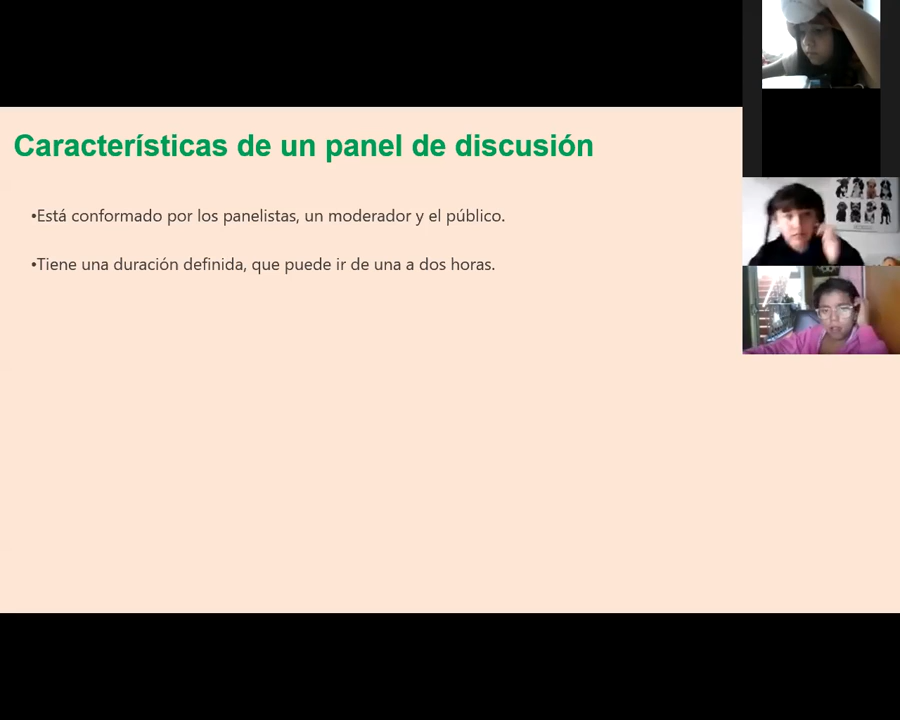 Características de un panel de discusión
•Está conformado por los panelistas, un moderador y el público.
•Tiene una duración definida, que puede ir de una a dos horas.